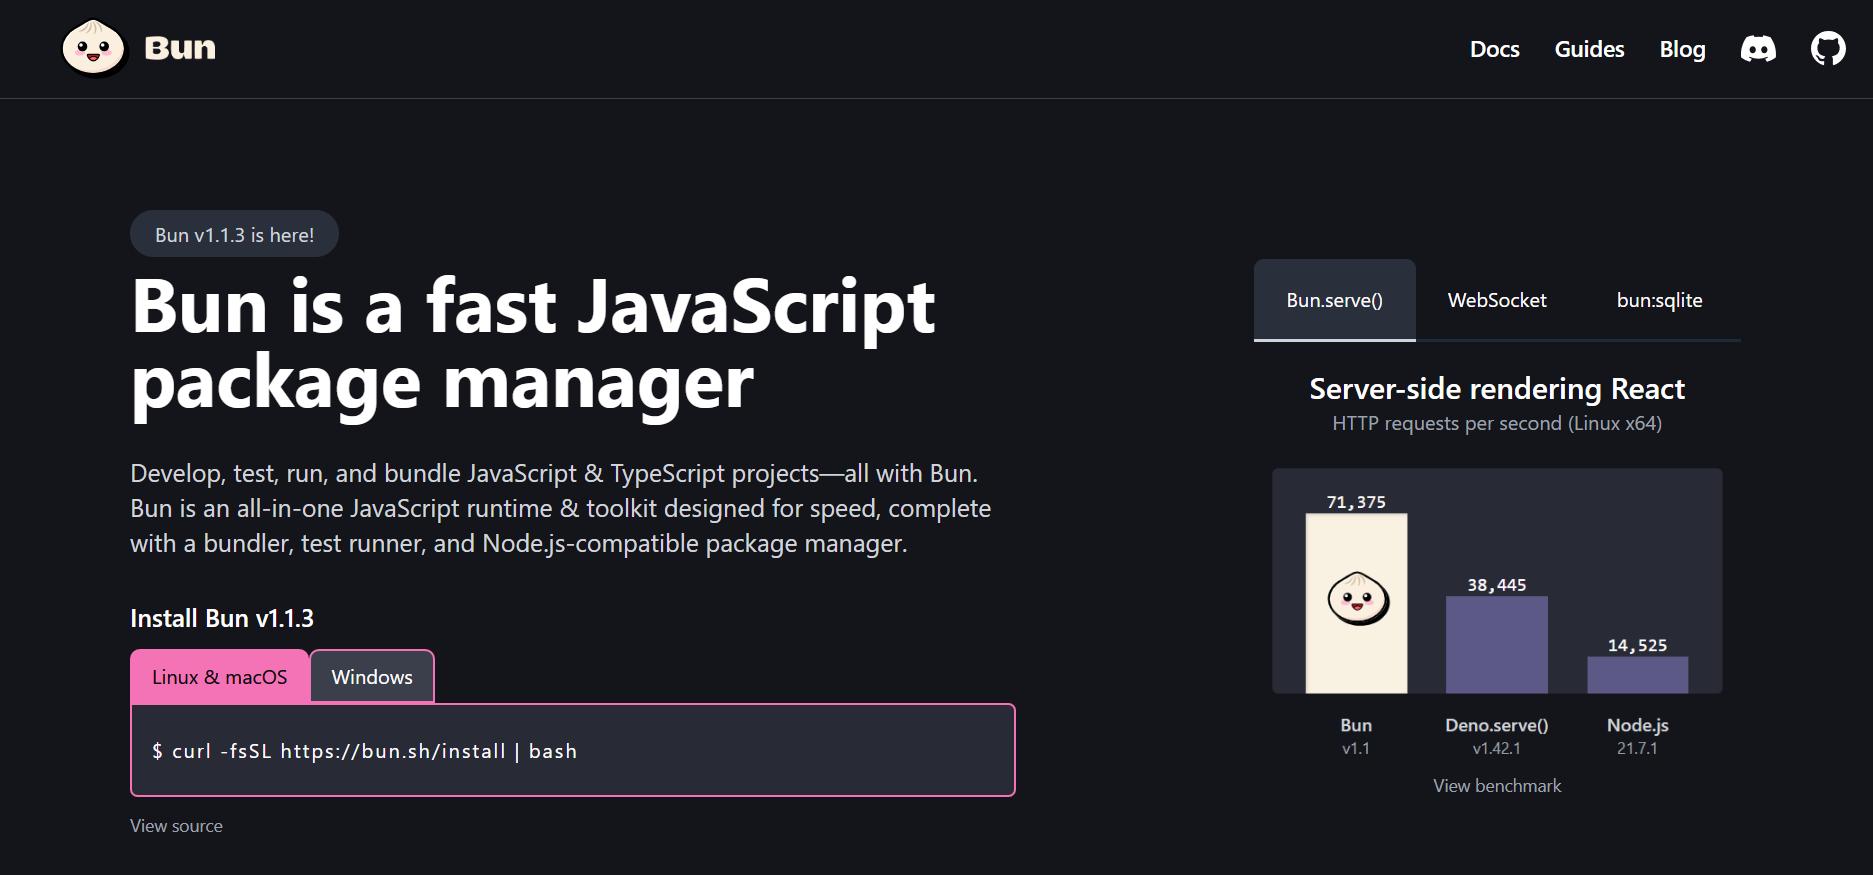 Bun
Docs
Guides
Blog
Bun v1.1.3 is here!
Bun is a fast JavaScript
package manager
Develop, test, run, and bundle JavaScript & TypeScript projects—all with Bun.
Bun is an all-in-one JavaScript runtime & toolkit designed for speed, complete
with a bundler, test runner, and Node.js-compatible package manager.
Install Bun v1.1.3
Linux & macOS
Windows
$ curl -fsSL https://bun.sh/install | bash
View source
Bun.serve()
WebSocket
bun:sqlite
Server-side rendering React
HTTP requests per second (Linux x64)
71,375
38,445
14,525
Bun
v1.1
Deno.serve()
v1.42.1
Node.js
21.7.1
View benchmark